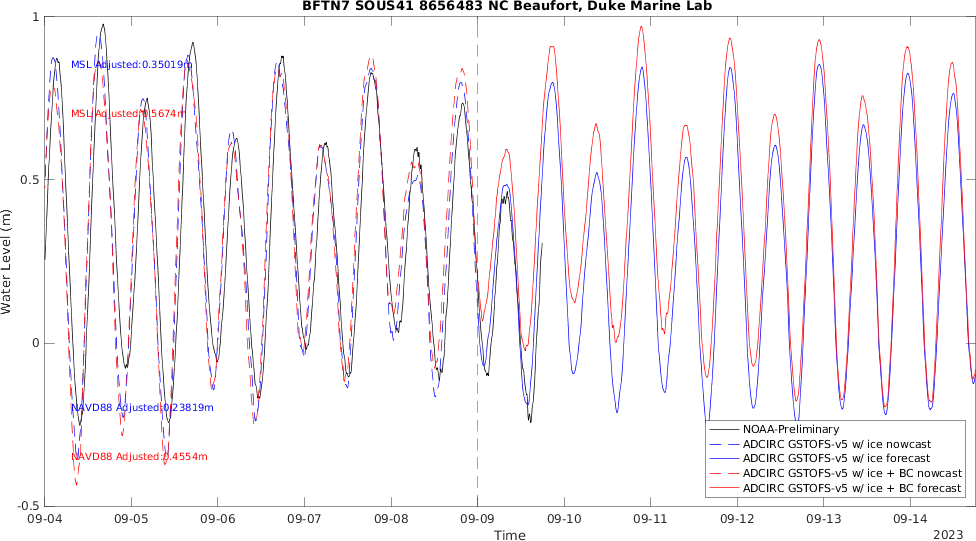 BFTN7 SOUS41 8656483 NC Beaufort, Duke Marine Lab
1
MSL Adjusted:0.35019m
MSL Adjusted:0.5674m
0.5
Water Level (m)
0
NAVD88 Adjusted:0.23819m
NAVD88 Adjusted:0.4554m
NOAA-Preliminary
ADCIRC GSTOFS-v5 w/ ice nowcast
ADCIRC GSTOFS-v5 w/ ice forecast
ADCIRC GSTOFS-v5 w/ ice + BC nowcast
ADCIRC GSTOFS-v5 w/ ice + BC forecast
-0.5
09-04 09-05 09-06 09-07 09-08 09-09 09-10 09-11 09-12 09-13 09-14
Time
2023